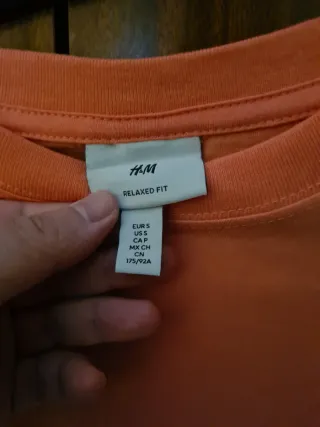 H&M
RELAXED FIT
EUR S
US S
CA P
MX CH
CN
175/92A